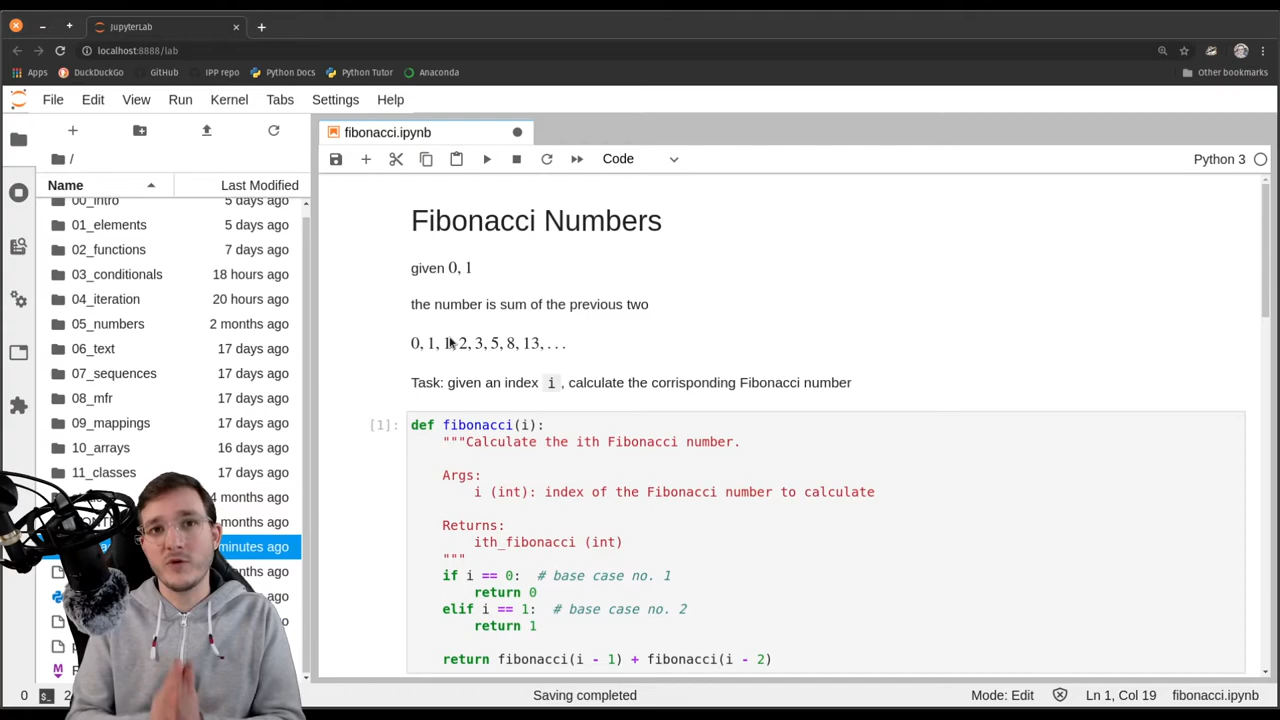 JupyterLab
localhost:8888/lab
Apps DuckDuckGo GitHub IPP repo Python Docs Python Tutor Anaconda Other bookmarks
File Edit View Run Kernel Tabs Settings Help
fibonacci.ipynb
/
Code
Python 3
Name Last Modified
00_intro 5 days ago
01_elements 5 days ago
02_functions 7 days ago
03_conditionals 18 hours ago
04_iteration 20 hours ago
05_numbers 2 months ago
06_text 17 days ago
07_sequences 17 days ago
08_mfr 17 days ago
09_mappings 17 days ago
10_arrays 16 days ago
11_classes 17 days ago
months ago
months ago
minutes ago
ago
ago
Fibonacci Numbers
given 0, 1
the number is sum of the previous two
0, 1, 1, 2, 3, 5, 8, 13, . . .
Task: given an index i, calculate the corrisponding Fibonacci number
[1]: def fibonacci(i):
"""Calculate the ith Fibonacci number.
Args:
i (int): index of the Fibonacci number to calculate
Returns:
ith_fibonacci (int)
"""
if i == 0: # base case no. 1
return 0
elif i == 1: # base case no. 2
return 1
return fibonacci(i - 1) + fibonacci(i - 2)
0 $_ 2 Saving completed Mode: Edit Ln 1, Col 19 fibonacci.ipynb